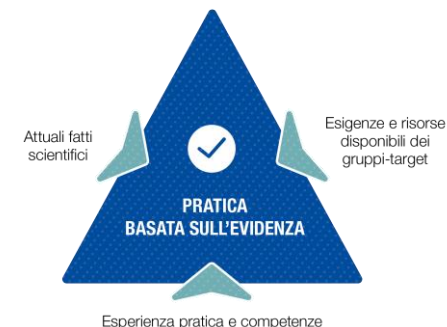 Attuali fatti
scientifici
Esigenze e risorse
disponibili dei
gruppi-target
PRATICA
BASATA SULL'EVIDENZA
Esperienza pratica e competenze